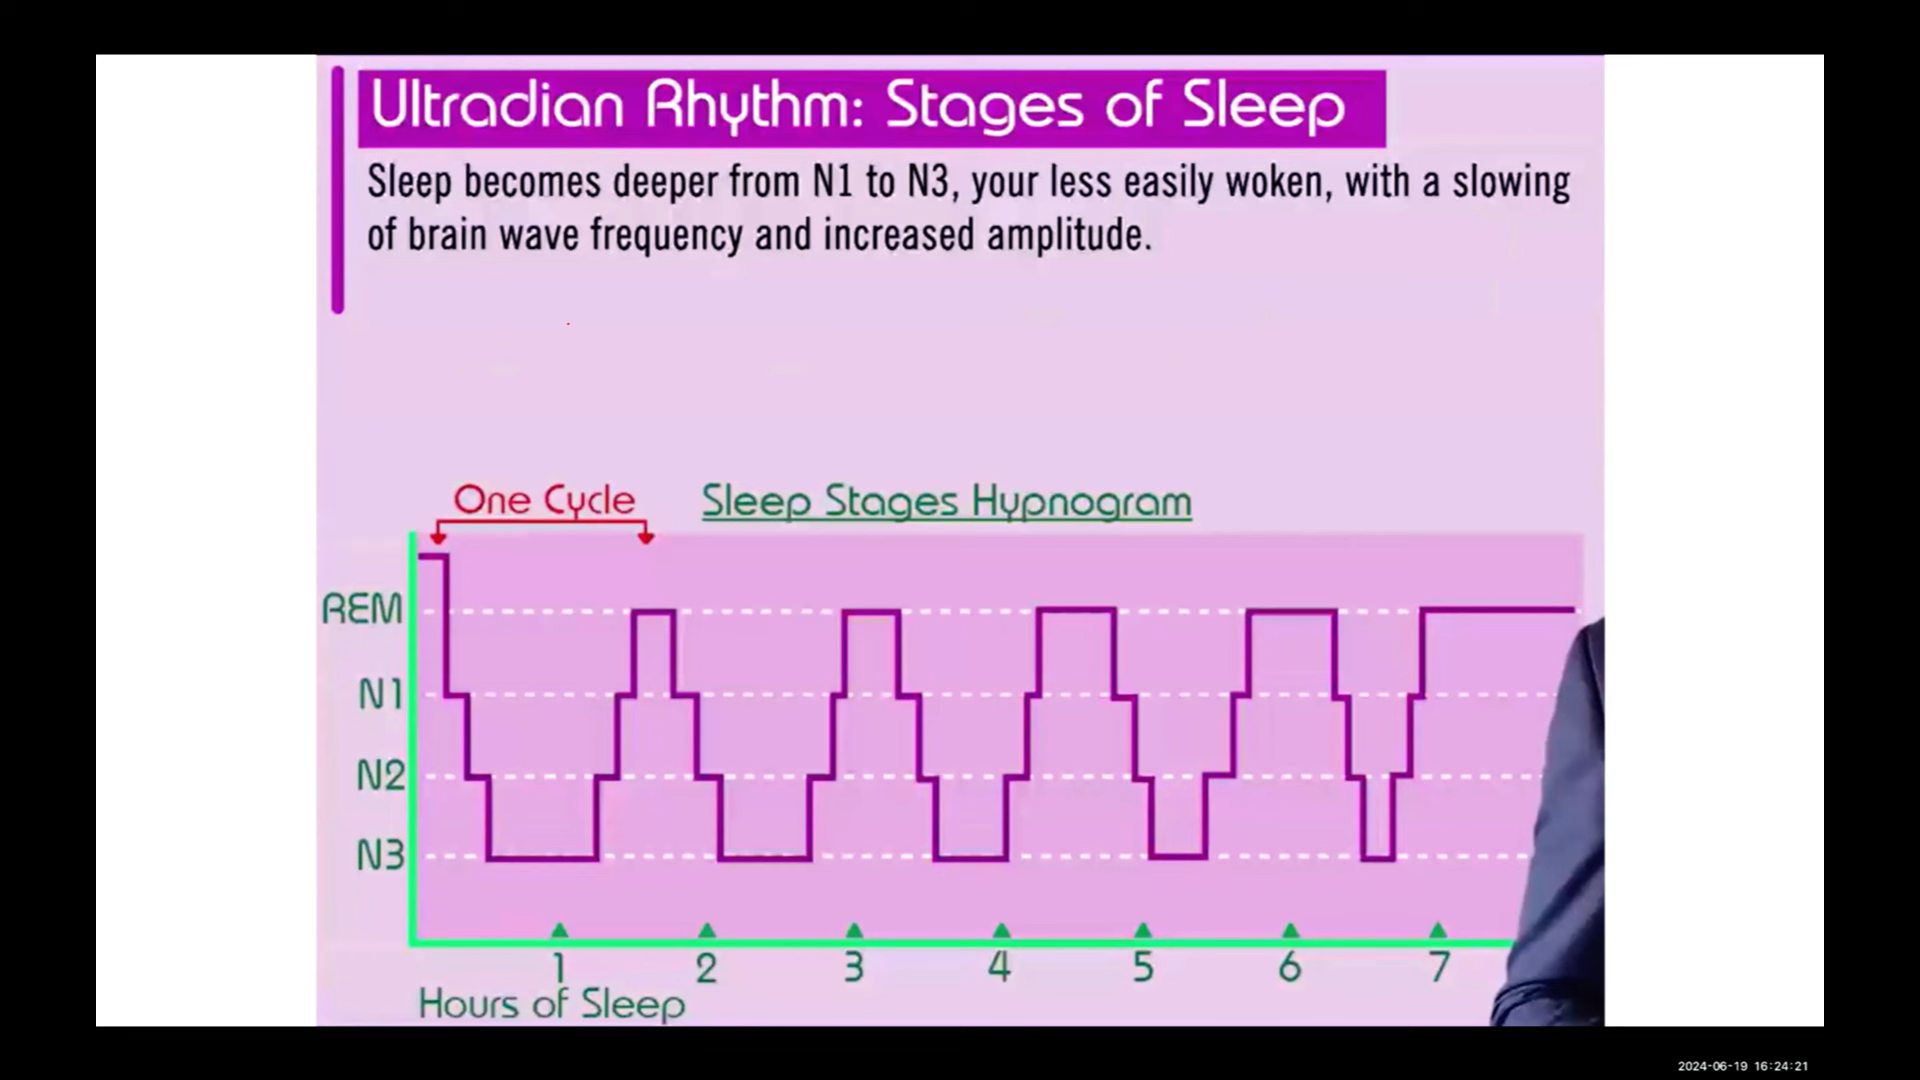 Ultradian Rhythm: Stages of Sleep
Sleep becomes deeper from N1 to N3, your less easily woken, with a slowing
of brain wave frequency and increased amplitude.
One Cycle
Sleep Stages Hypnogram
REM
N1
N2
N3
1 2 3 4 5 6 7
Hours of Sleep
2024-06-19 16:24:21